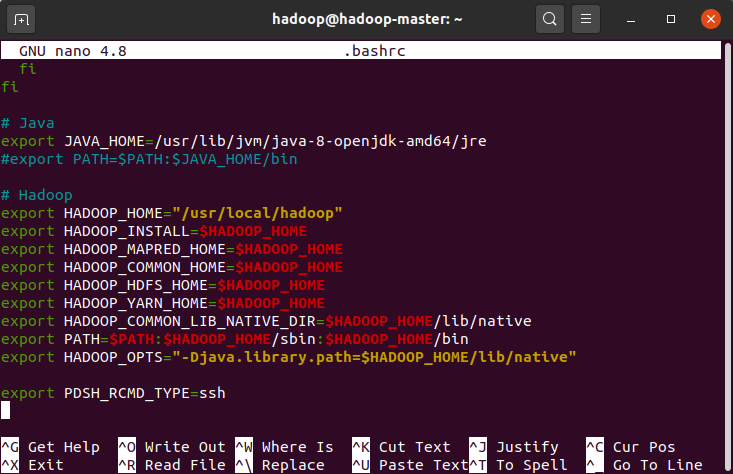 hadoop@hadoop-master: ~
GNU nano 4.8 .bashrc
fi
fi
# Java
export JAVA_HOME=/usr/lib/jvm/java-8-openjdk-amd64/jre
#export PATH=$PATH:$JAVA_HOME/bin
# Hadoop
export HADOOP_HOME="/usr/local/hadoop"
export HADOOP_INSTALL=$HADOOP_HOME
export HADOOP_MAPRED_HOME=$HADOOP_HOME
export HADOOP_COMMON_HOME=$HADOOP_HOME
export HADOOP_HDFS_HOME=$HADOOP_HOME
export HADOOP_YARN_HOME=$HADOOP_HOME
export HADOOP_COMMON_LIB_NATIVE_DIR=$HADOOP_HOME/lib/native
export PATH=$PATH:$HADOOP_HOME/sbin:$HADOOP_HOME/bin
export HADOOP_OPTS="-Djava.library.path=$HADOOP_HOME/lib/native"
export PDSH_RCMD_TYPE=ssh
^G Get Help ^O Write Out ^W Where Is ^K Cut Text ^J Justify ^C Cur Pos
^X Exit ^R Read File ^\ Replace ^U Paste Text ^T To Spell ^_ Go To Line